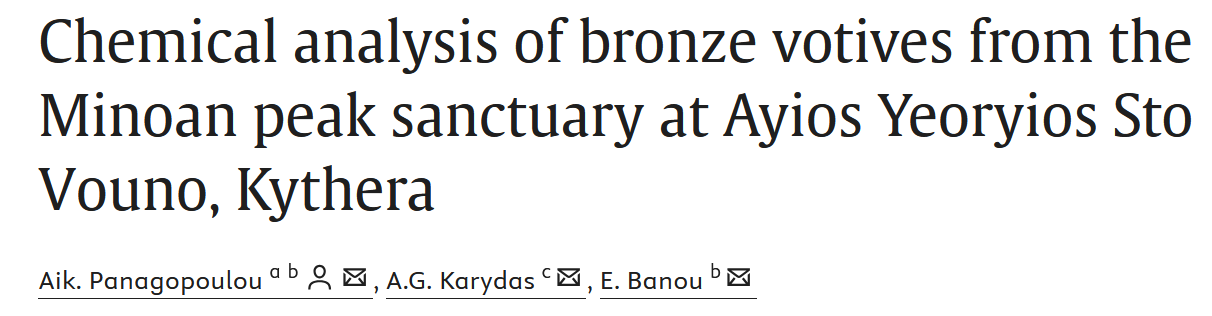 Chemical analysis of bronze votives from the
Minoan peak sanctuary at Ayios Yeoryios Sto
Vouno, Kythera
Aik. Panagopoulou a b, A.G. Karydas c, E. Banou b